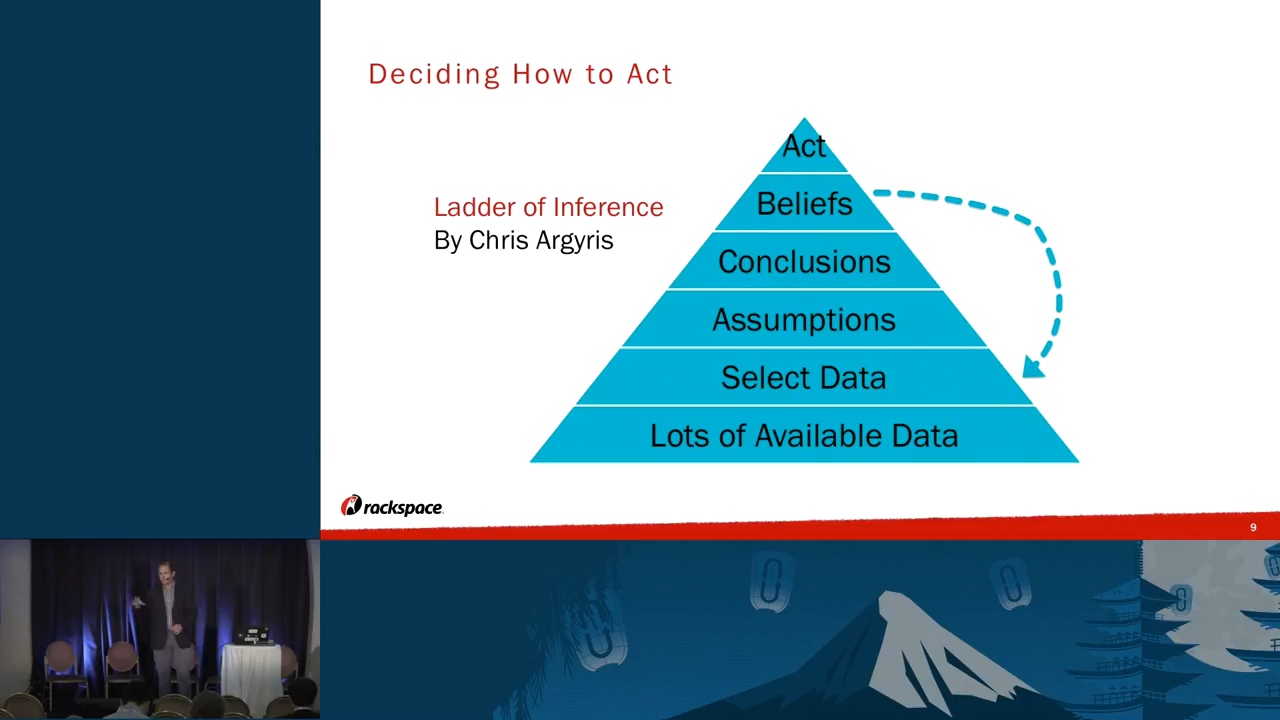 Deciding How to Act
Ladder of Inference
By Chris Argyris
Act
Beliefs
Conclusions
Assumptions
Select Data
Lots of Available Data
rackspace
9